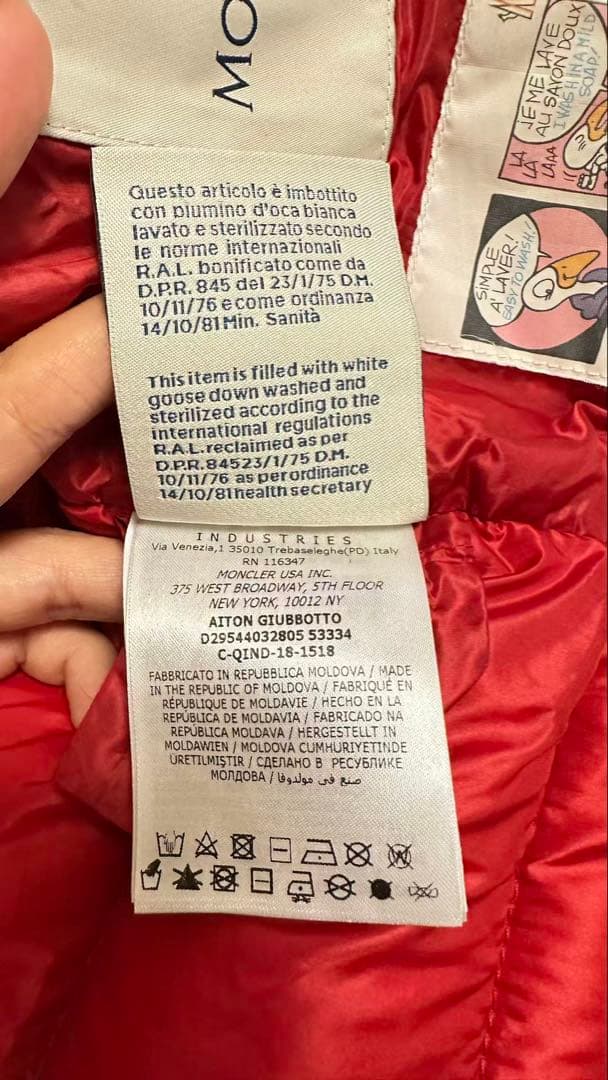 MO
JE ME LAVE
AU SAVON DOUX
I WASH IN A MILD
SOAP!
LA
LA
LAAA
!!
SIMPLE
A' LAVER!
EASY TO WASH!
Questo articolo è imbottito
con piumino d'oca bianca
lavato e sterilizzato secondo
le norme internazionali
R.A.L. bonificato come da
D.P.R. 845 del 23/1/75 D.M.
10/11/76 e come ordinanza
14/10/81 Min. Sanità
This item is filled with white
goose down washed and
sterilized according to the
international regulations
R.A.L. reclaimed as per
D.P.R. 84523/1/75 D.M.
10/11/76 as per ordinance
14/10/81 health secretary
INDUSTRIES
Via Venezia,1 35010 Trebaseleghe(PD) Italy
RN 116347
MONCLER USA INC.
375 WEST BROADWAY, 5TH FLOOR
NEW YORK, 10012 NY
AITON GIUBBOTTO
D29544032805 53334
C-QIND-18-1518
FABBRICATO IN REPUBBLICA MOLDOVA / MADE
IN THE REPUBLIC OF MOLDOVA / FABRIQUÉ EN
RÉPUBLIQUE DE MOLDAVIE / HECHO EN LA
REPÚBLICA DE MOLDAVIA / FABRICADO NA
REPÚBLICA MOLDAVA / HERGESTELLT IN
MOLDAWIEN / MOLDOVA CUMHURIYETINDE
ÜRETILMIŞTIR / СДЕЛАНО В РЕСПУБЛИКЕ
МОЛДОВА / صنع في مولدوفا